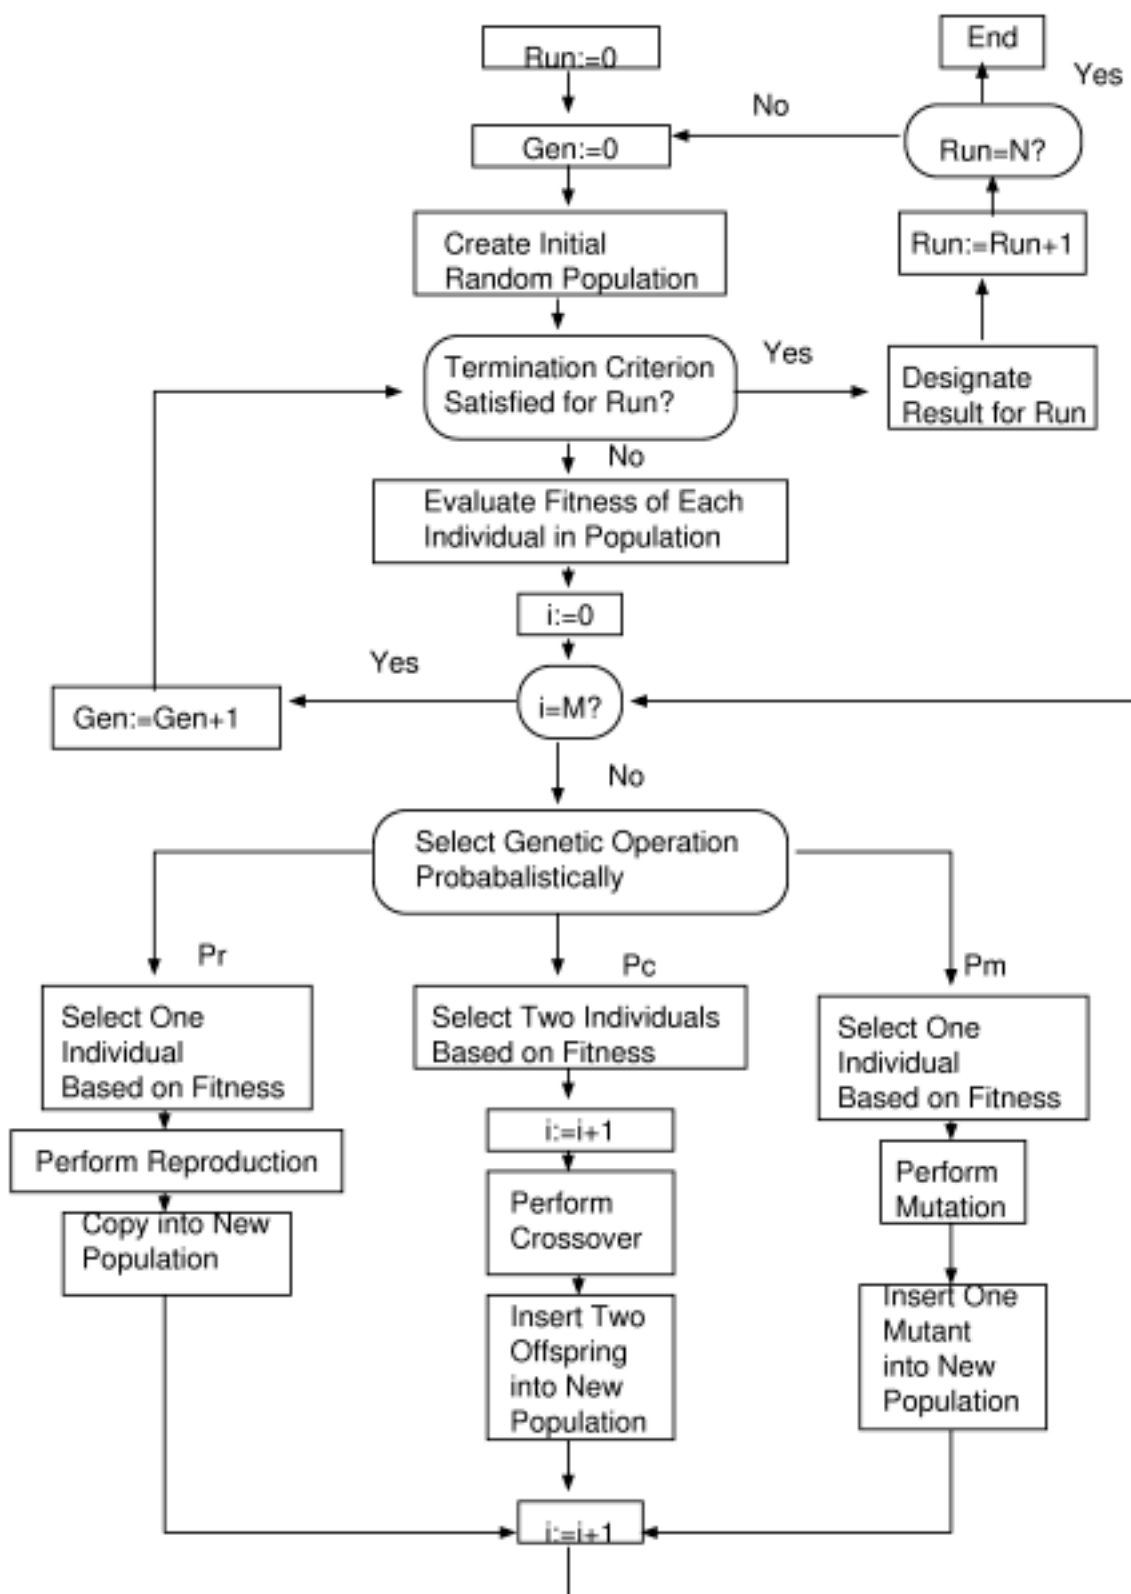 Run:=0
End
Yes
No
Gen:=0
Run=N?
Create Initial
Random Population
Run:=Run+1
Termination Criterion
Satisfied for Run?
Yes
Designate
Result for Run
No
Evaluate Fitness of Each
Individual in Population
i:=0
Yes
Gen:=Gen+1
i=M?
No
Select Genetic Operation
Probabalistically
Pr
Pc
Pm
Select One
Individual
Based on Fitness
Select Two Individuals
Based on Fitness
Select One
Individual
Based on Fitness
i:=i+1
Perform Reproduction
Perform
Crossover
Perform
Mutation
Copy into New
Population
Insert Two
Offspring
into New
Population
Insert One
Mutant
into New
Population
i:=i+1